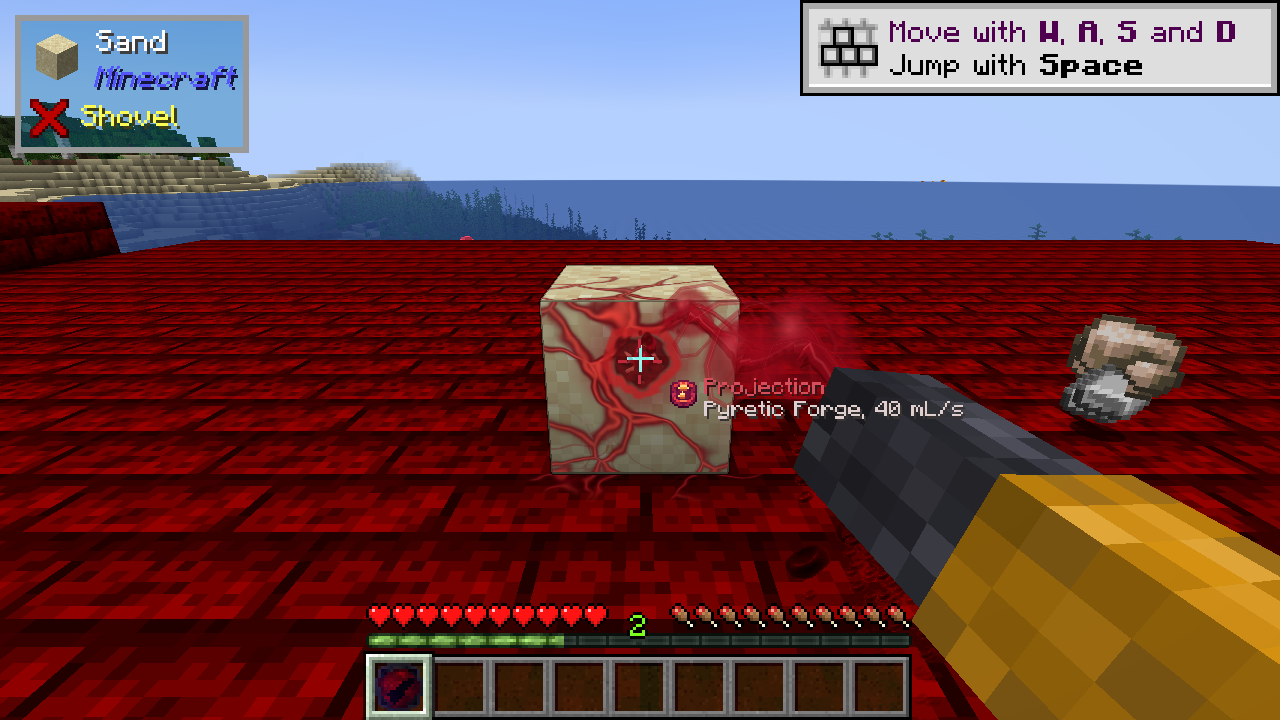 Sand
Minecraft
Shovel
Move with W, A, S and D
Jump with Space
Projection
Pyretic Forge, 40 mL/s
2